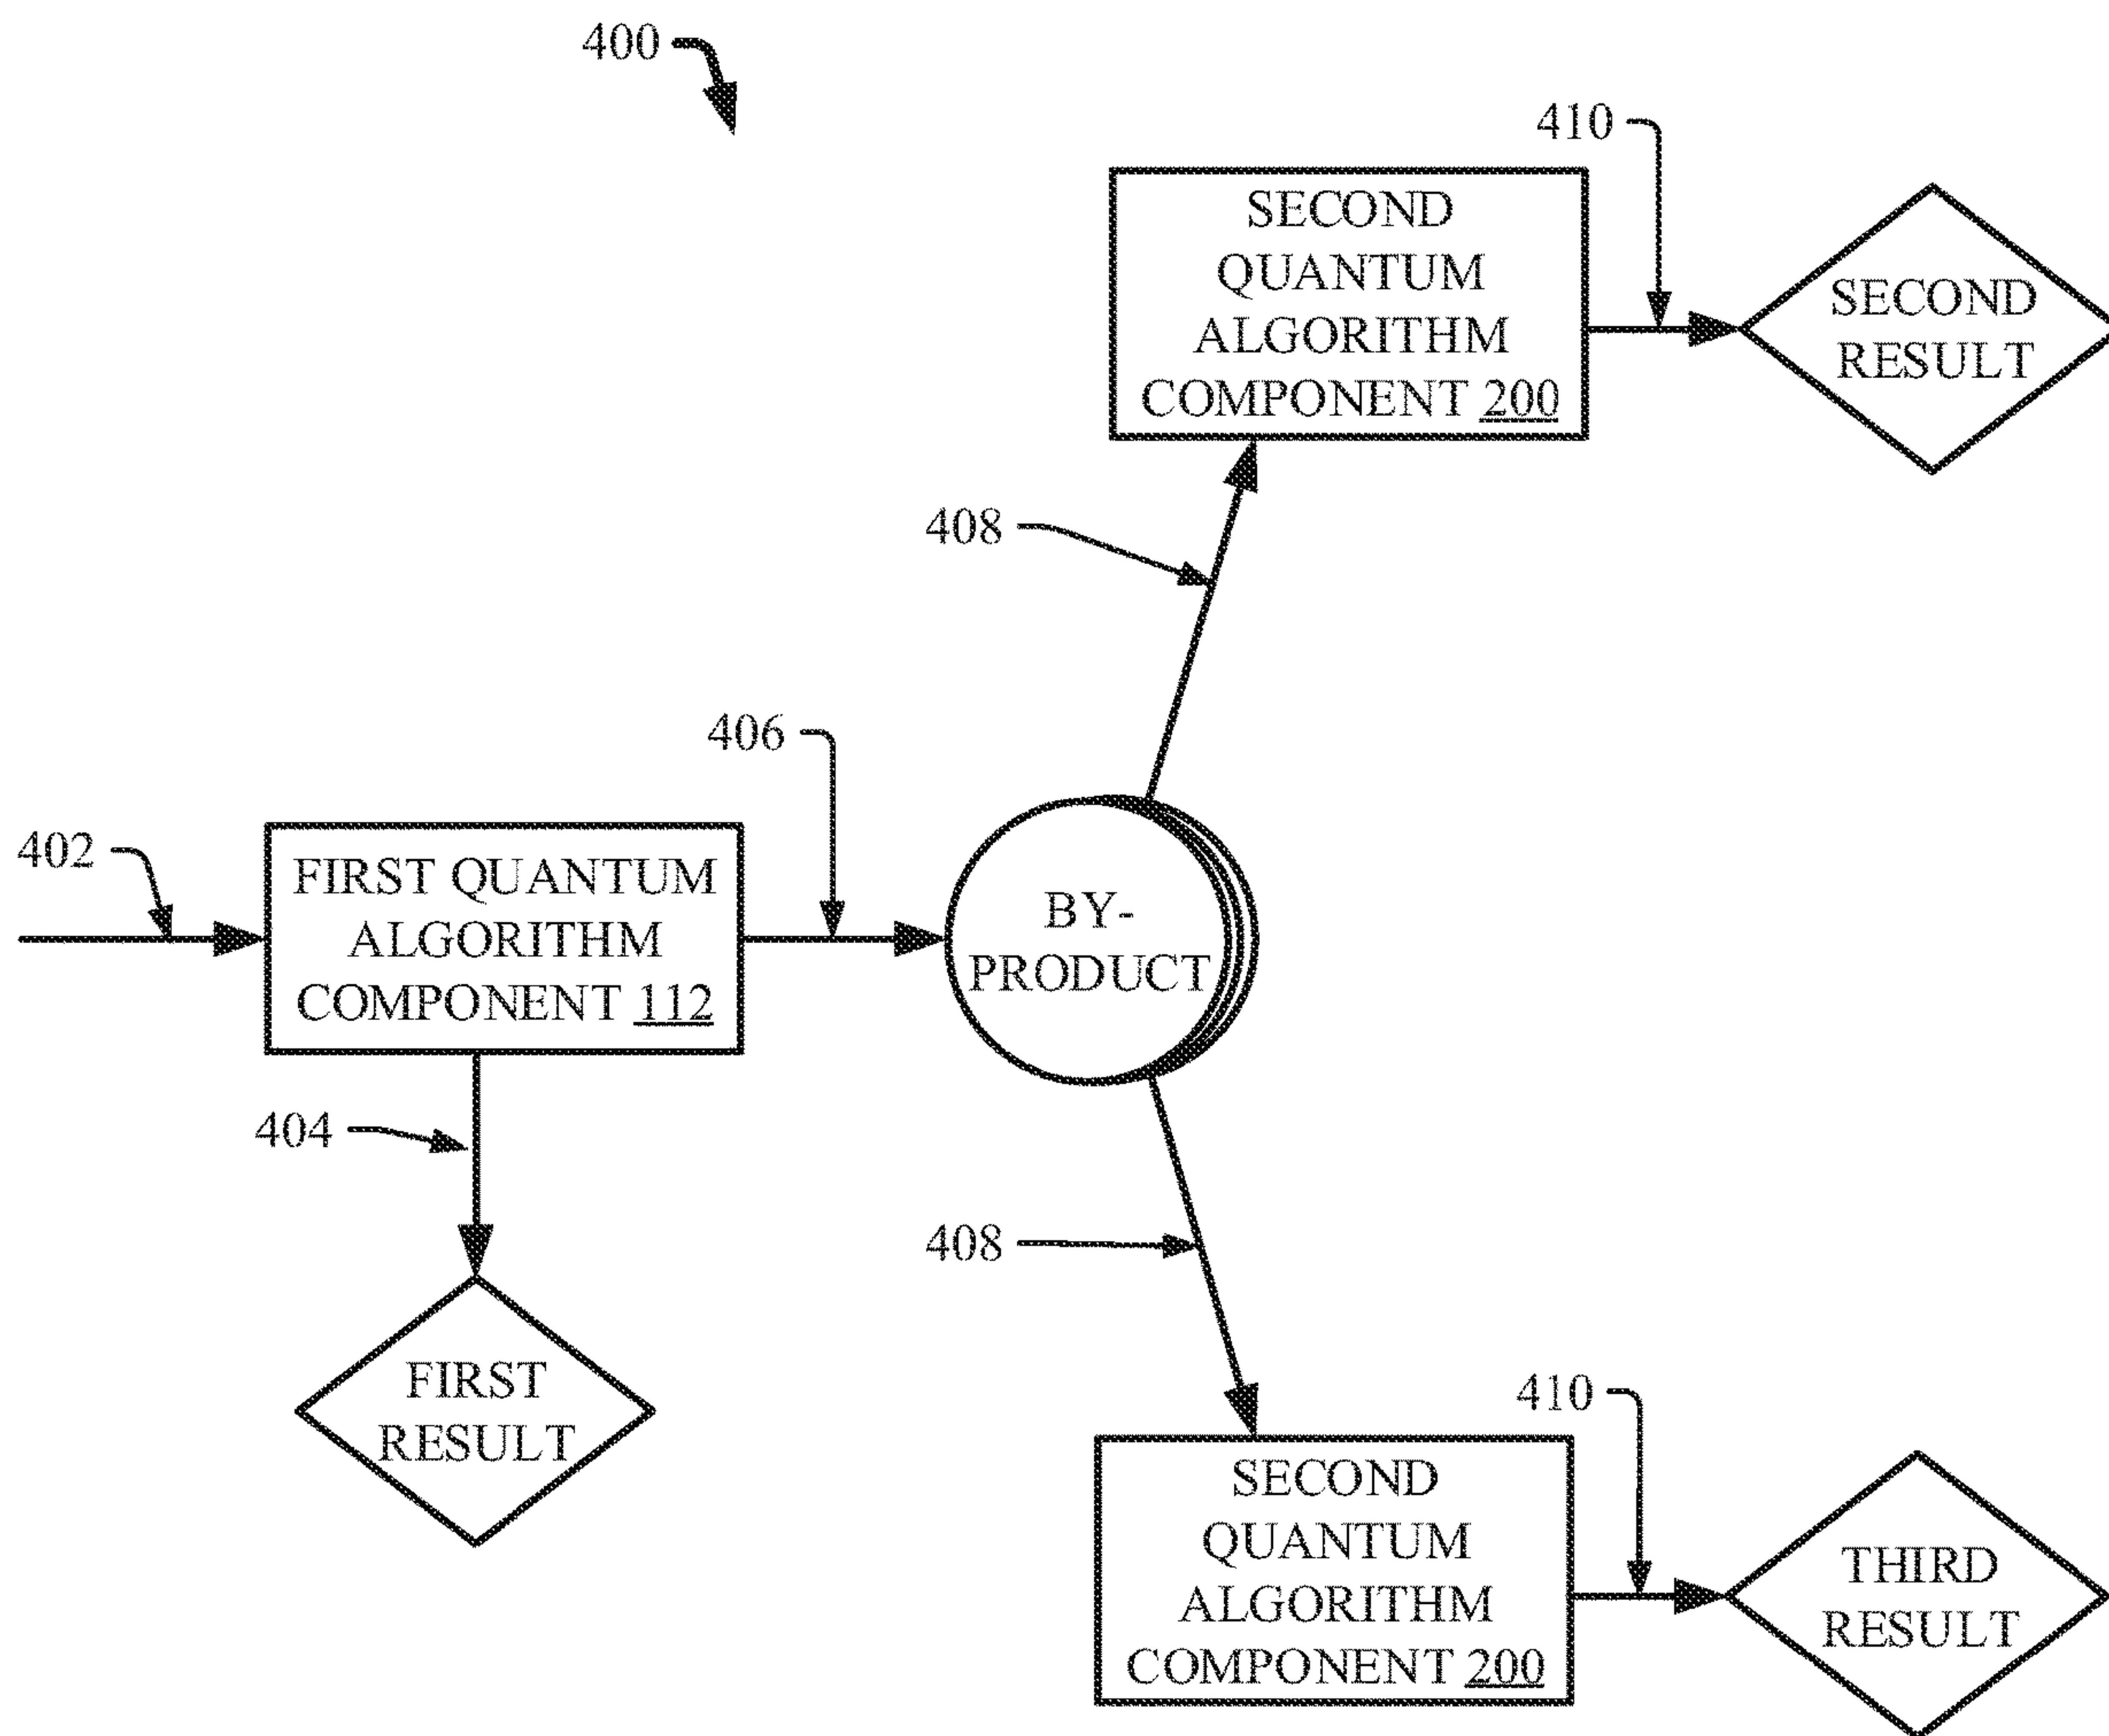 400
410
SECOND
QUANTUM
ALGORITHM
COMPONENT 200
SECOND
RESULT
408
406
402
FIRST QUANTUM
ALGORITHM
COMPONENT 112
BY-
PRODUCT
404
FIRST
RESULT
408
410
SECOND
QUANTUM
ALGORITHM
COMPONENT 200
THIRD
RESULT